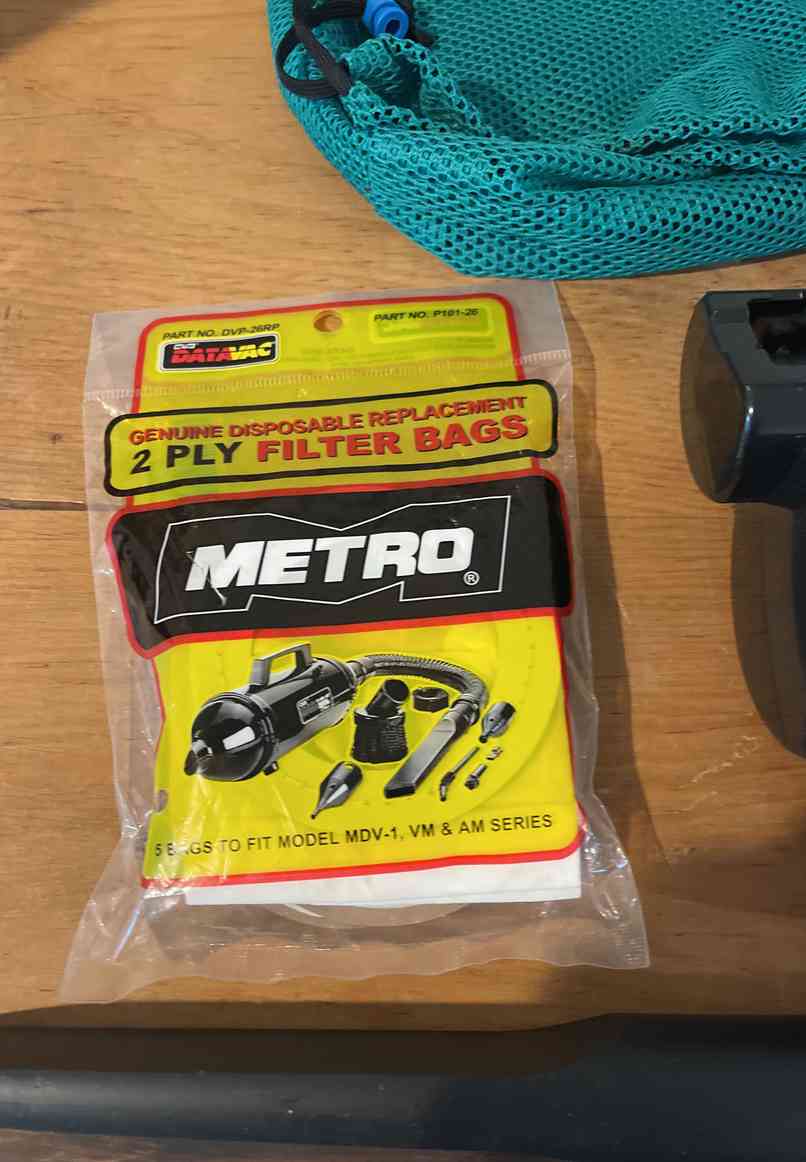 PART NO. DVP-26RP
PART NO. P101-26
DATAVAC
GENUINE DISPOSABLE REPLACEMENT
2 PLY FILTER BAGS
METRO®
5 BAGS TO FIT MODEL MDV-1, VM & AM SERIES